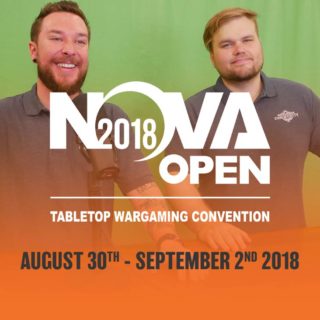 NOVA
2018
OPEN
TABLETOP WARGAMING CONVENTION
AUGUST 30TH - SEPTEMBER 2ND 2018